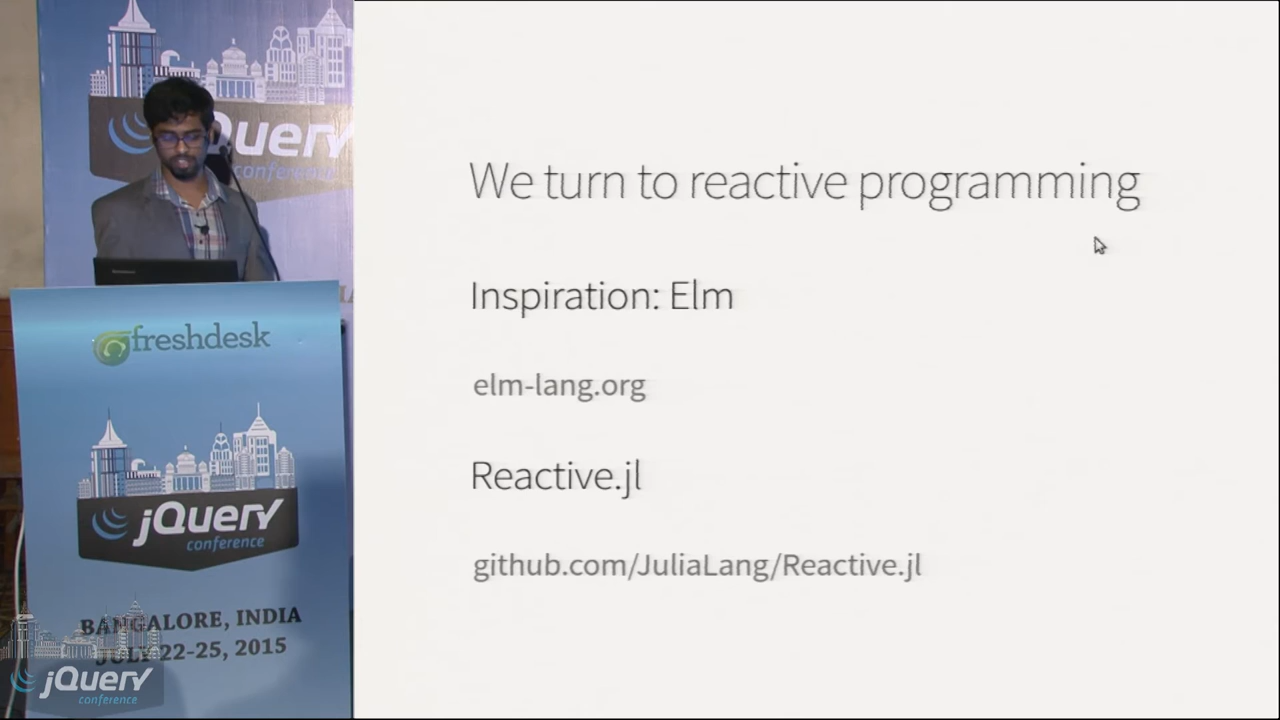 jQuery
conference
freshdesk
jQuery
conference
BANGALORE, INDIA
JULY 22-25, 2015
jQuery
conference
We turn to reactive programming
Inspiration: Elm
elm-lang.org
Reactive.jl
github.com/JuliaLang/Reactive.jl